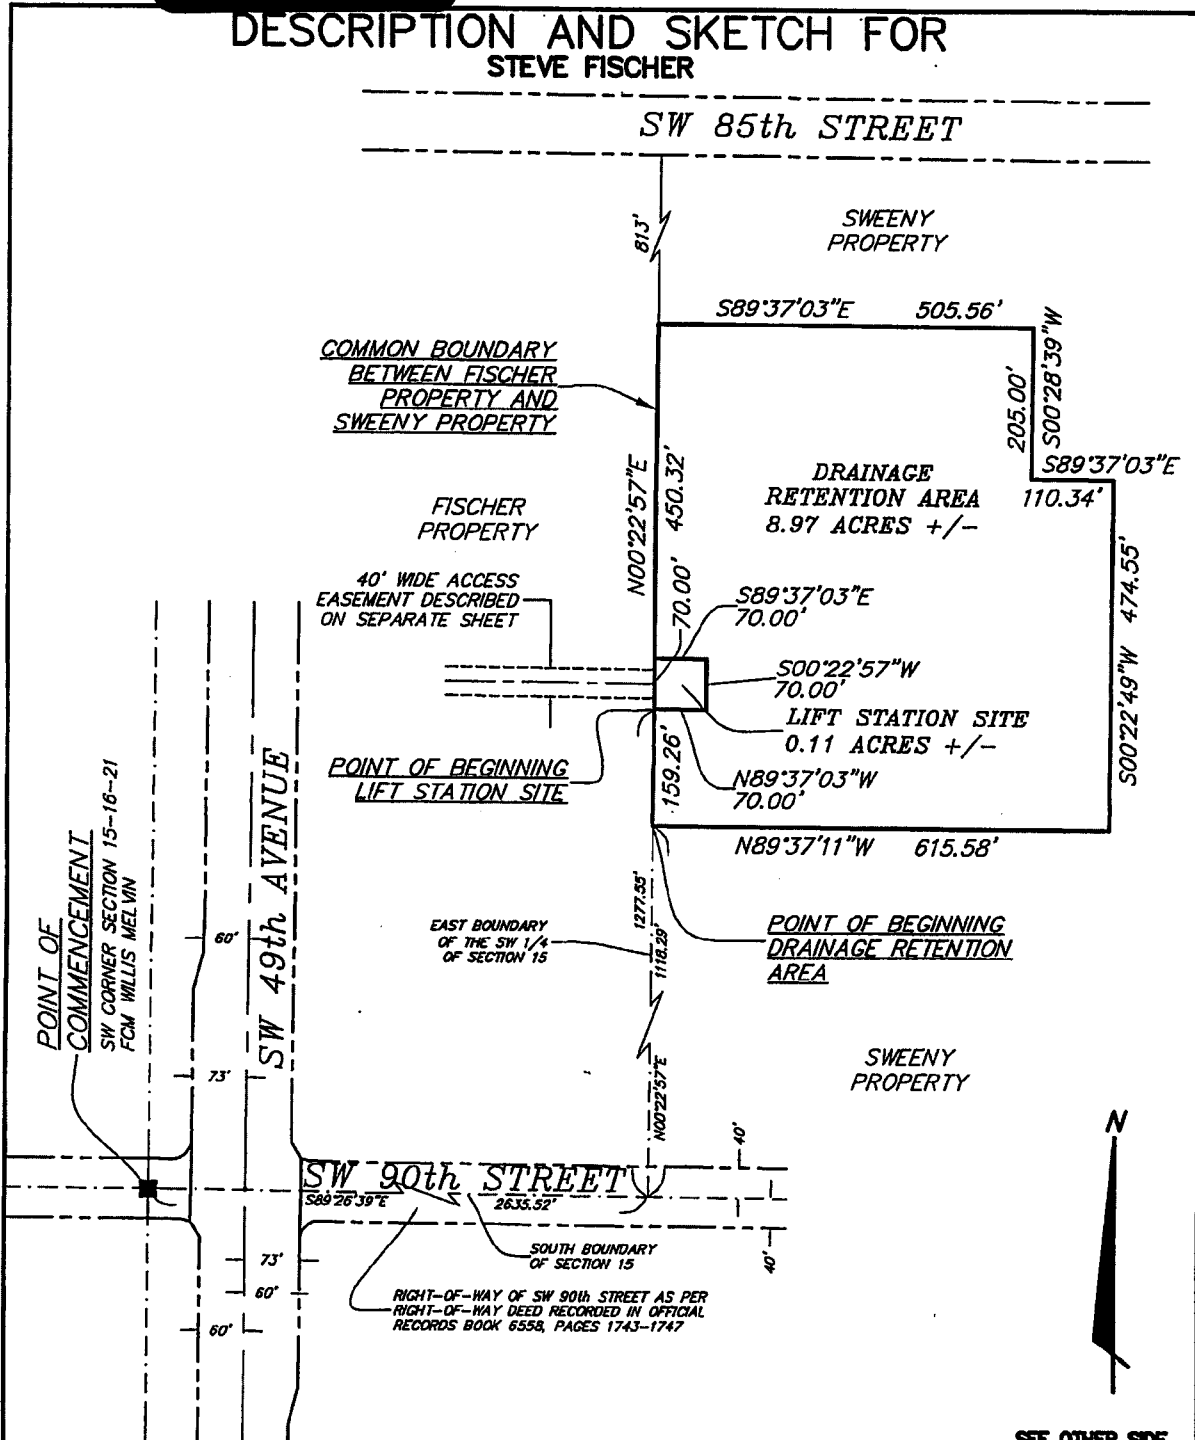 DESCRIPTION AND SKETCH FOR
STEVE FISCHER
SW 85th STREET
813'
SWEENY
PROPERTY
S89°37'03"E 505.56'
COMMON BOUNDARY
BETWEEN FISCHER
PROPERTY AND
SWEENY PROPERTY
205.00'
S00°28'39"W
S89°37'03"E
110.34'
DRAINAGE
RETENTION AREA
8.97 ACRES +/-
N00°22'57"E
450.32'
FISCHER
PROPERTY
40' WIDE ACCESS
EASEMENT DESCRIBED
ON SEPARATE SHEET
70.00'
S89°37'03"E
70.00'
S00°22'57"W
70.00'
LIFT STATION SITE
0.11 ACRES +/-
S00°22'49"W 474.55'
POINT OF BEGINNING
LIFT STATION SITE
159.26'
N89°37'03"W
70.00'
N89°37'11"W 615.58'
SW 49th AVENUE
POINT OF
COMMENCEMENT
SW CORNER SECTION 15-16-21
FCM WILLIS MELVIN
60'
73'
EAST BOUNDARY
OF THE SW 1/4
OF SECTION 15
1277.55'
1118.29'
POINT OF BEGINNING
DRAINAGE RETENTION
AREA
N00°22'57"E
SWEENY
PROPERTY
N
40'
SW 90th STREET
S89°26'39"E 2635.52'
40'
SOUTH BOUNDARY
OF SECTION 15
73'
60'
60'
RIGHT-OF-WAY OF SW 90th STREET AS PER
RIGHT-OF-WAY DEED RECORDED IN OFFICIAL
RECORDS BOOK 6558, PAGES 1743-1747
SEE OTHER SIDE